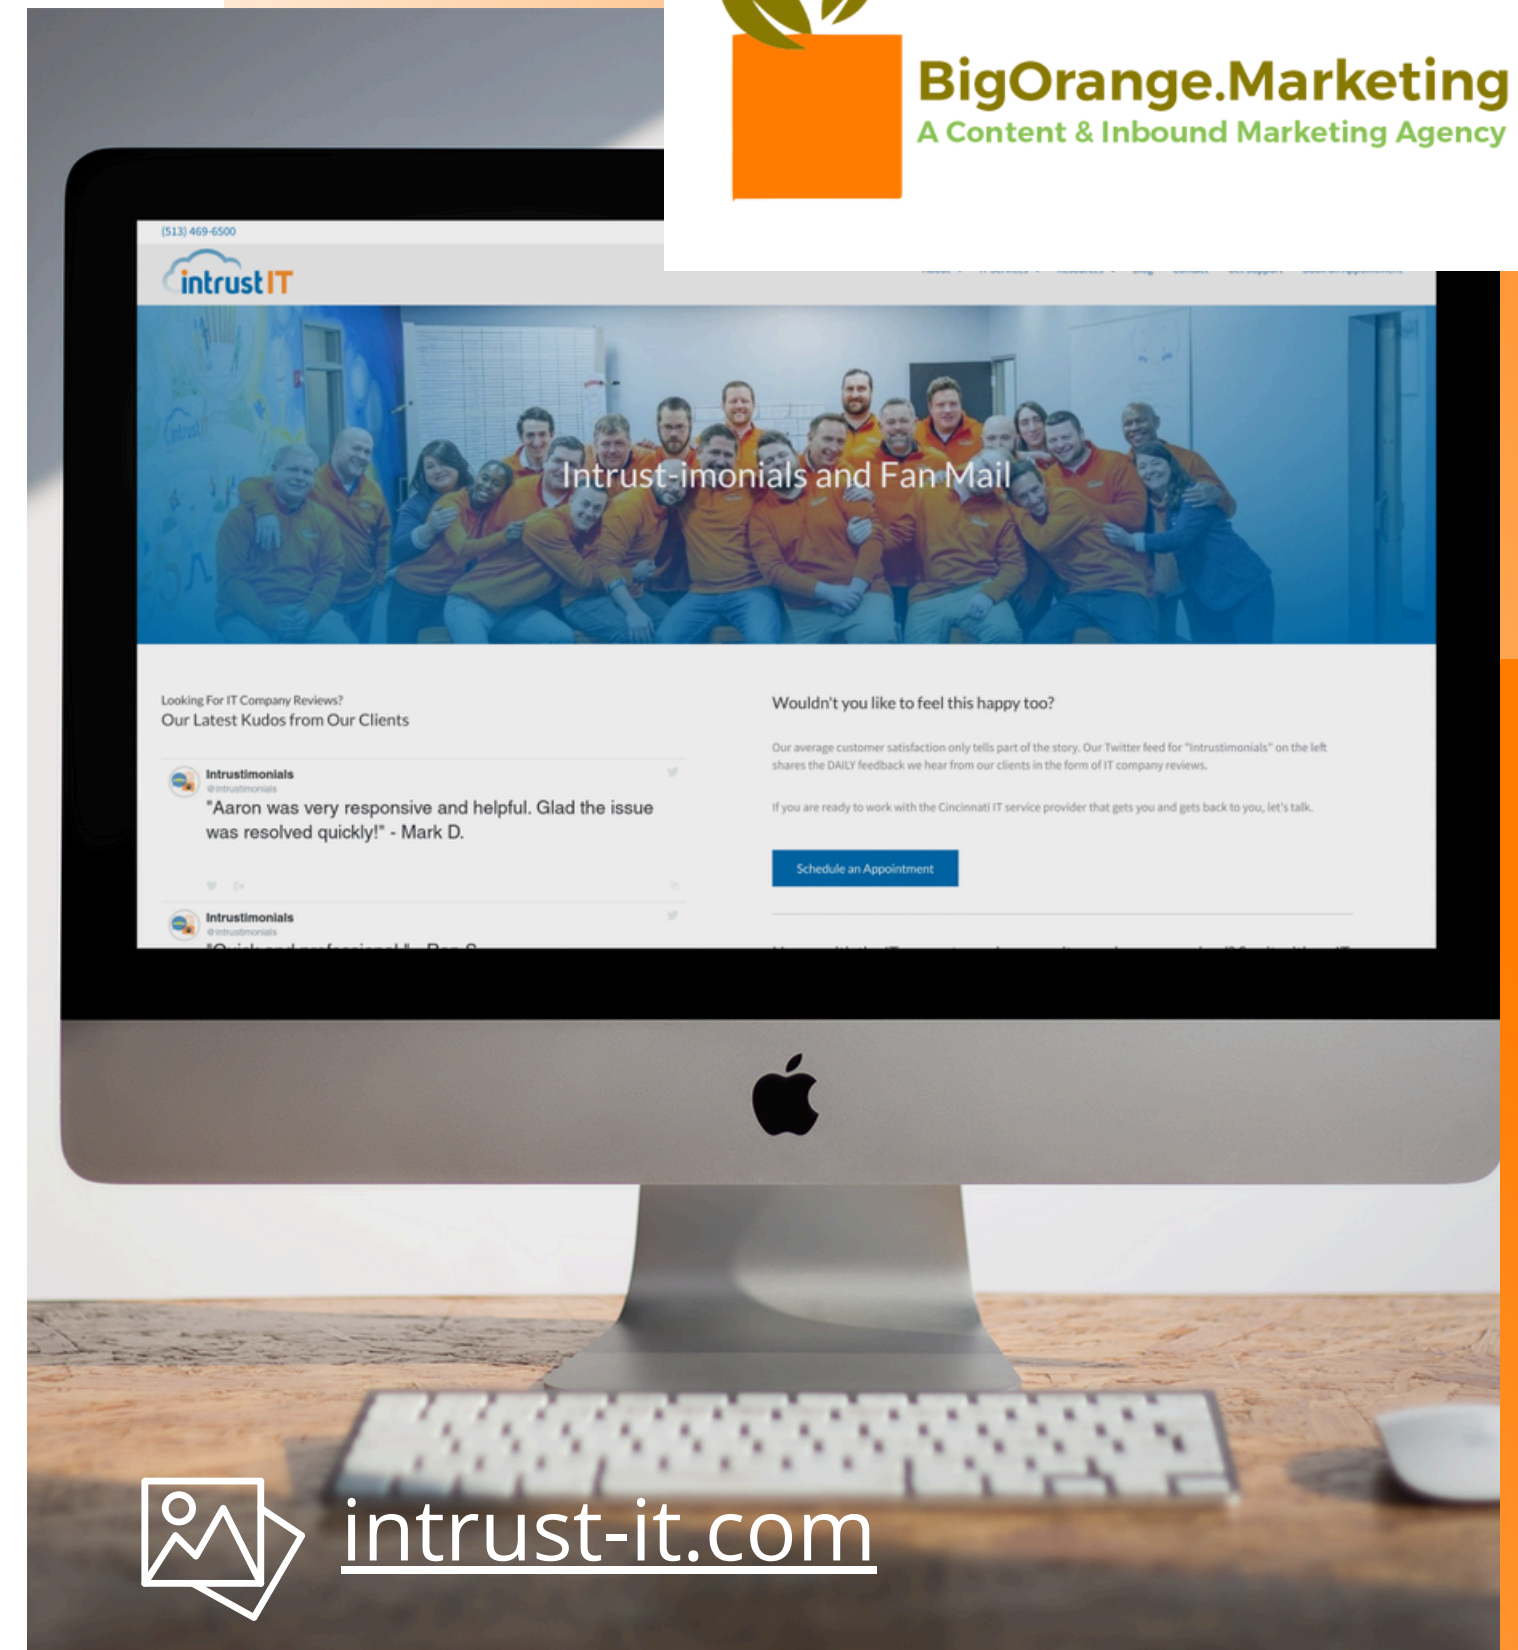 BigOrange.Marketing
A Content & Inbound Marketing Agency
(513) 469-6500
intrustIT
Intrust-imonials and Fan Mail
Looking For IT Company Reviews?
Our Latest Kudos from Our Clients
Intrustimonials
@intrustimonials
"Aaron was very responsive and helpful. Glad the issue
was resolved quickly!" - Mark D.
Intrustimonials
@intrustimonials
Wouldn't you like to feel this happy too?
Our average customer satisfaction only tells part of the story. Our Twitter feed for "Intrustimonials" on the left
shares the DAILY feedback we hear from our clients in the form of IT company reviews.
If you are ready to work with the Cincinnati IT service provider that gets you and gets back to you, let's talk.
Schedule an Appointment
intrust-it.com